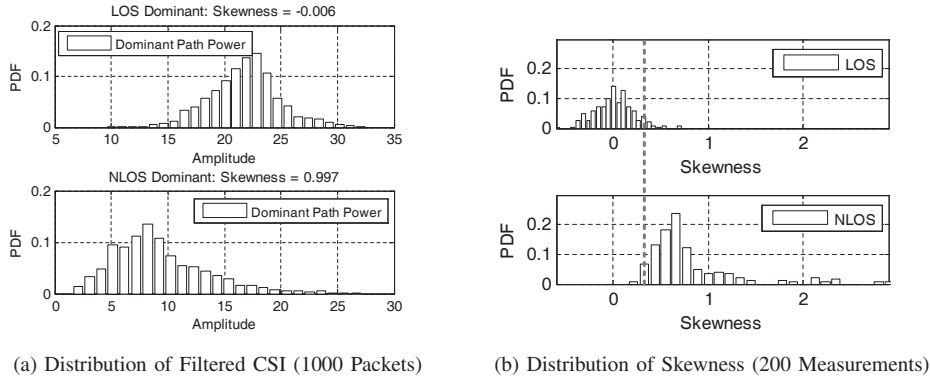 LOS Dominant: Skewness = -0.006
0.2
0.1
0
PDF
Dominant Path Power
5 10 15 20 25 30 35
Amplitude
NLOS Dominant: Skewness = 0.997
0.2
0.1
0
PDF
Dominant Path Power
0 5 10 15 20 25 30
Amplitude
(a) Distribution of Filtered CSI (1000 Packets)
0.2
0.1
0
PDF
LOS
0 1 2
Skewness
0.2
0.1
0
PDF
NLOS
0 1 2
Skewness
(b) Distribution of Skewness (200 Measurements)